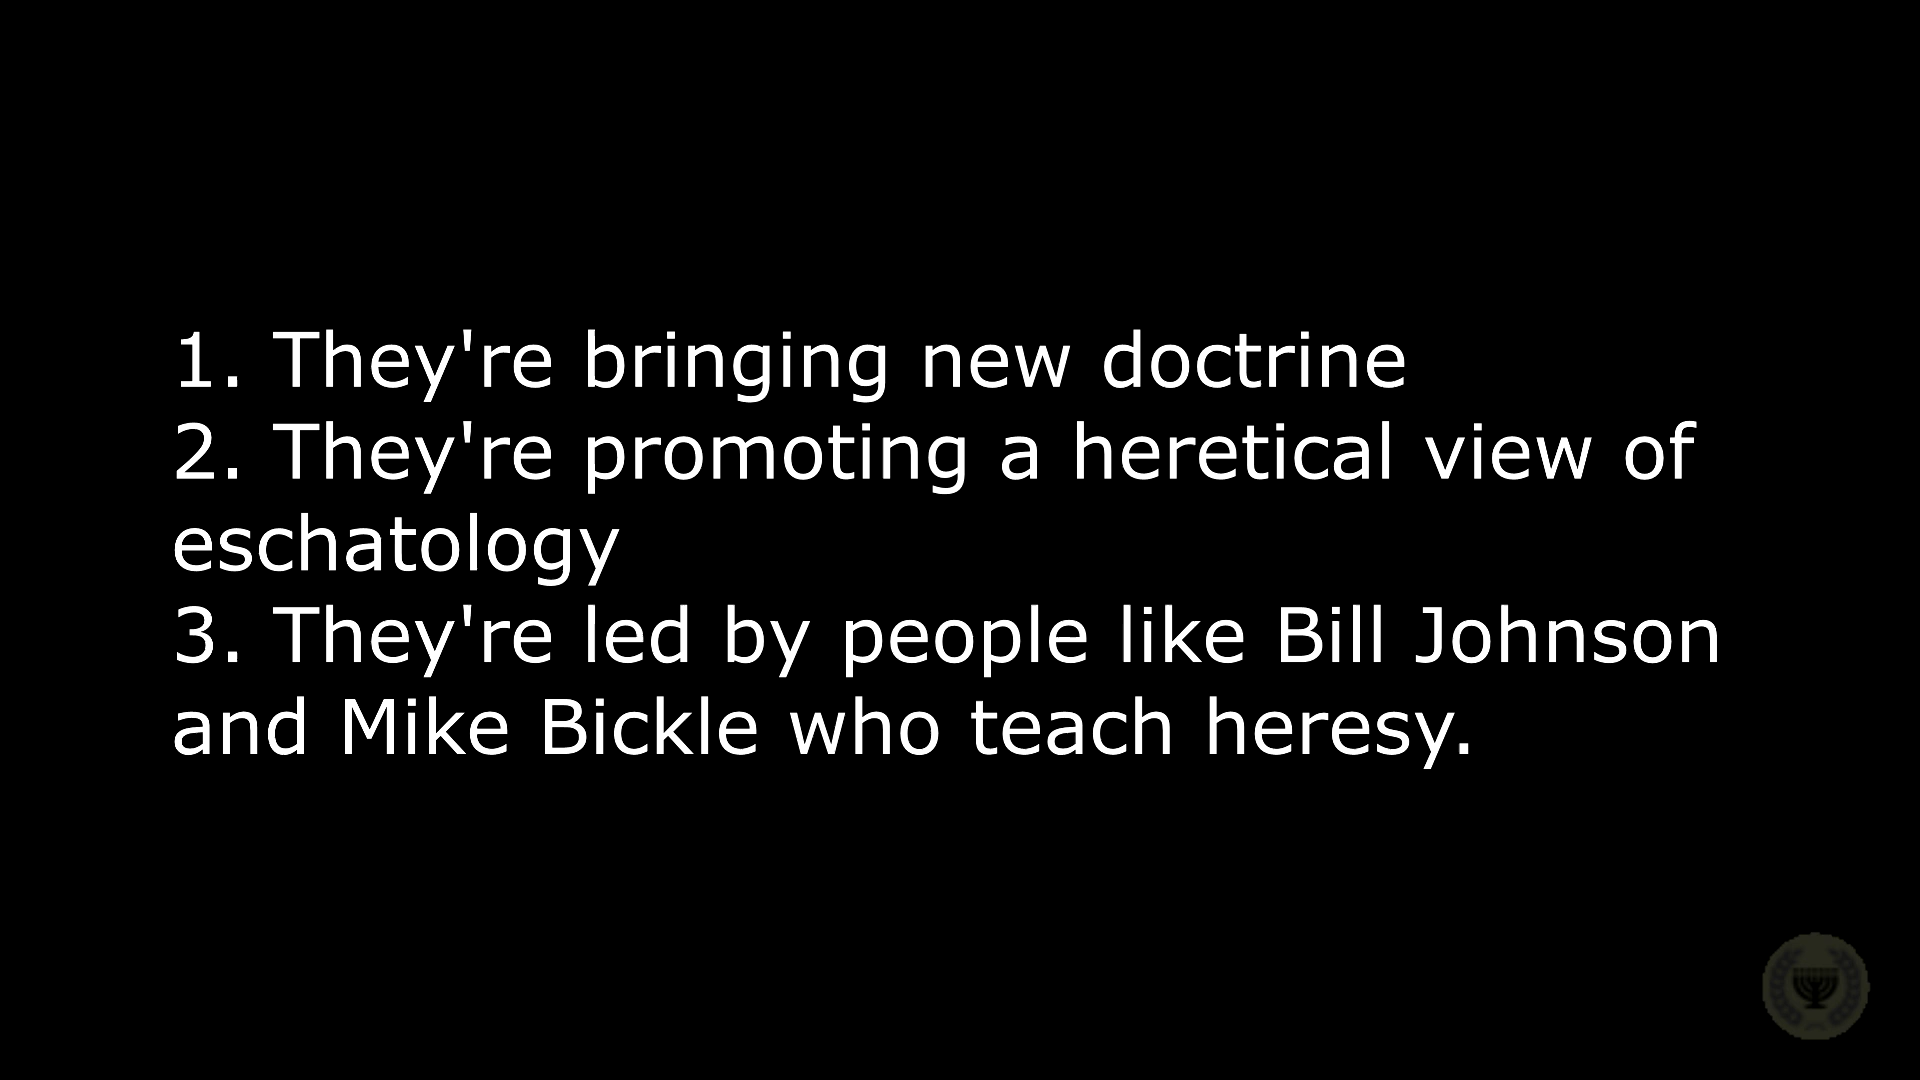 1. They're bringing new doctrine
2. They're promoting a heretical view of
eschatology
3. They're led by people like Bill Johnson
and Mike Bickle who teach heresy.